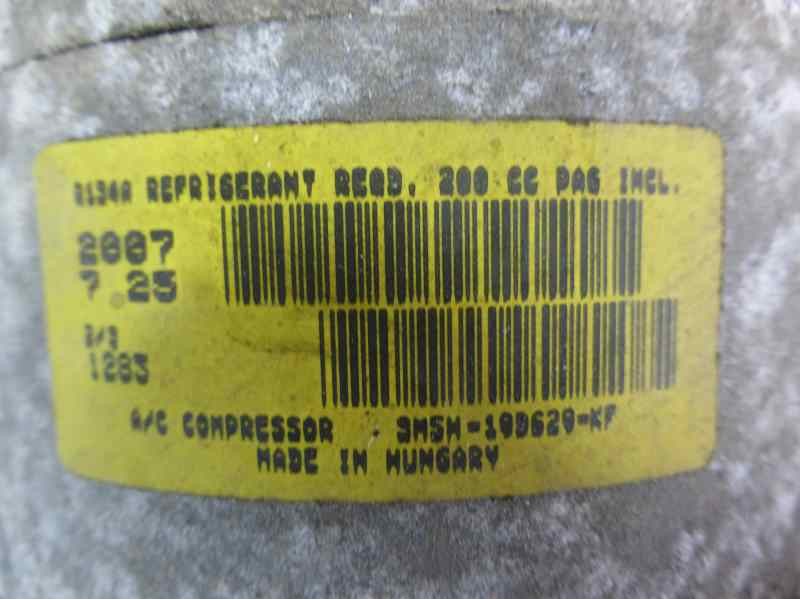 R134A REFRIGERANT REQD. 200 CC PAG INCL.
2007
7.25
S/N
1283
A/C COMPRESSOR - 3M5H-19D629-KF
MADE IN HUNGARY